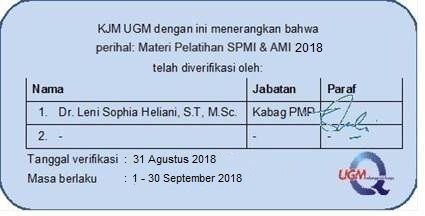 KJM UGM dengan ini menerangkan bahwa
perihal: Materi Pelatihan SPMI & AMI 2018
telah diverifikasi oleh:
Nama Jabatan Paraf
1. Dr. Leni Sophia Heliani, S.T, M.Sc. Kabag PMP
2. - - -
Tanggal verifikasi : 31 Agustus 2018
Masa berlaku : 1 - 30 September 2018
UGM